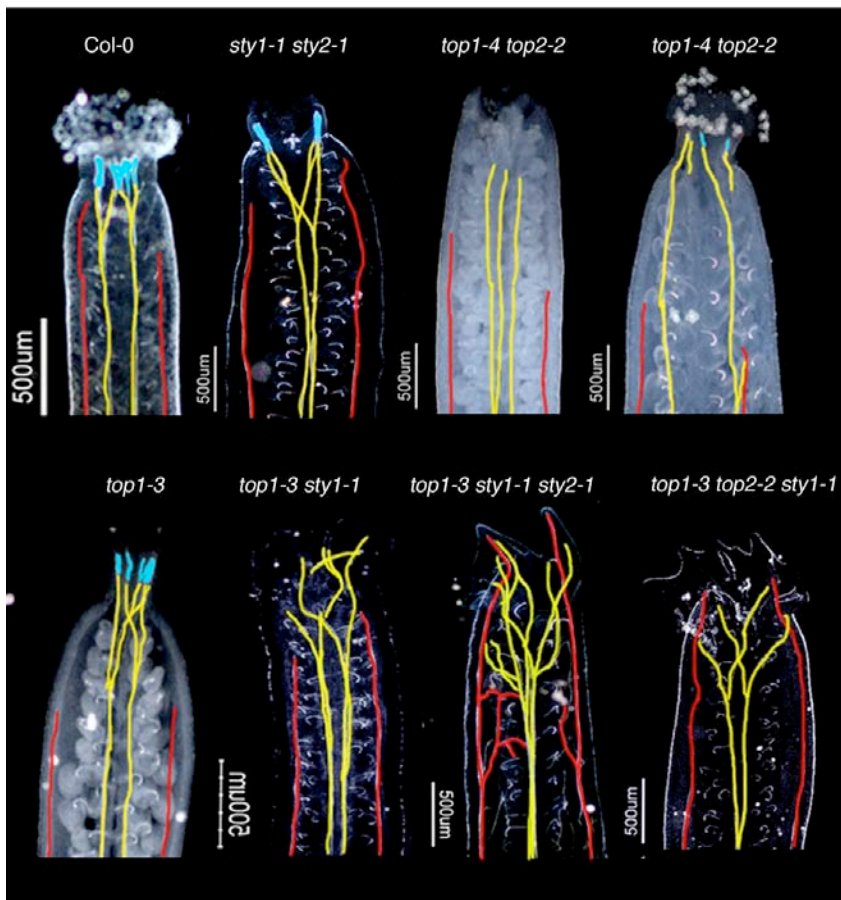 Col-0 sty1-1 sty2-1 top1-4 top2-2 top1-4 top2-2
500um 500um 500um 500um
top1-3 top1-3 sty1-1 top1-3 sty1-1 sty2-1 top1-3 top2-2 sty1-1
500um 500um 500um